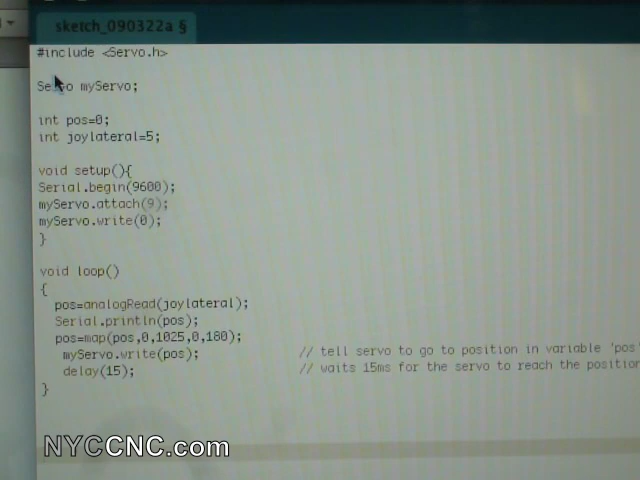 sketch_090322a §
#include <Servo.h>
Servo myServo;
int pos=0;
int joylateral=5;
void setup(){
Serial.begin(9600);
myServo.attach(9);
myServo.write(0);
}
void loop()
{
pos=analogRead(joylateral);
Serial.println(pos);
pos=map(pos,0,1025,0,180);
myServo.write(pos); // tell servo to go to position in variable 'pos'
delay(15); // waits 15ms for the servo to reach the position
}
NYCCNC.com